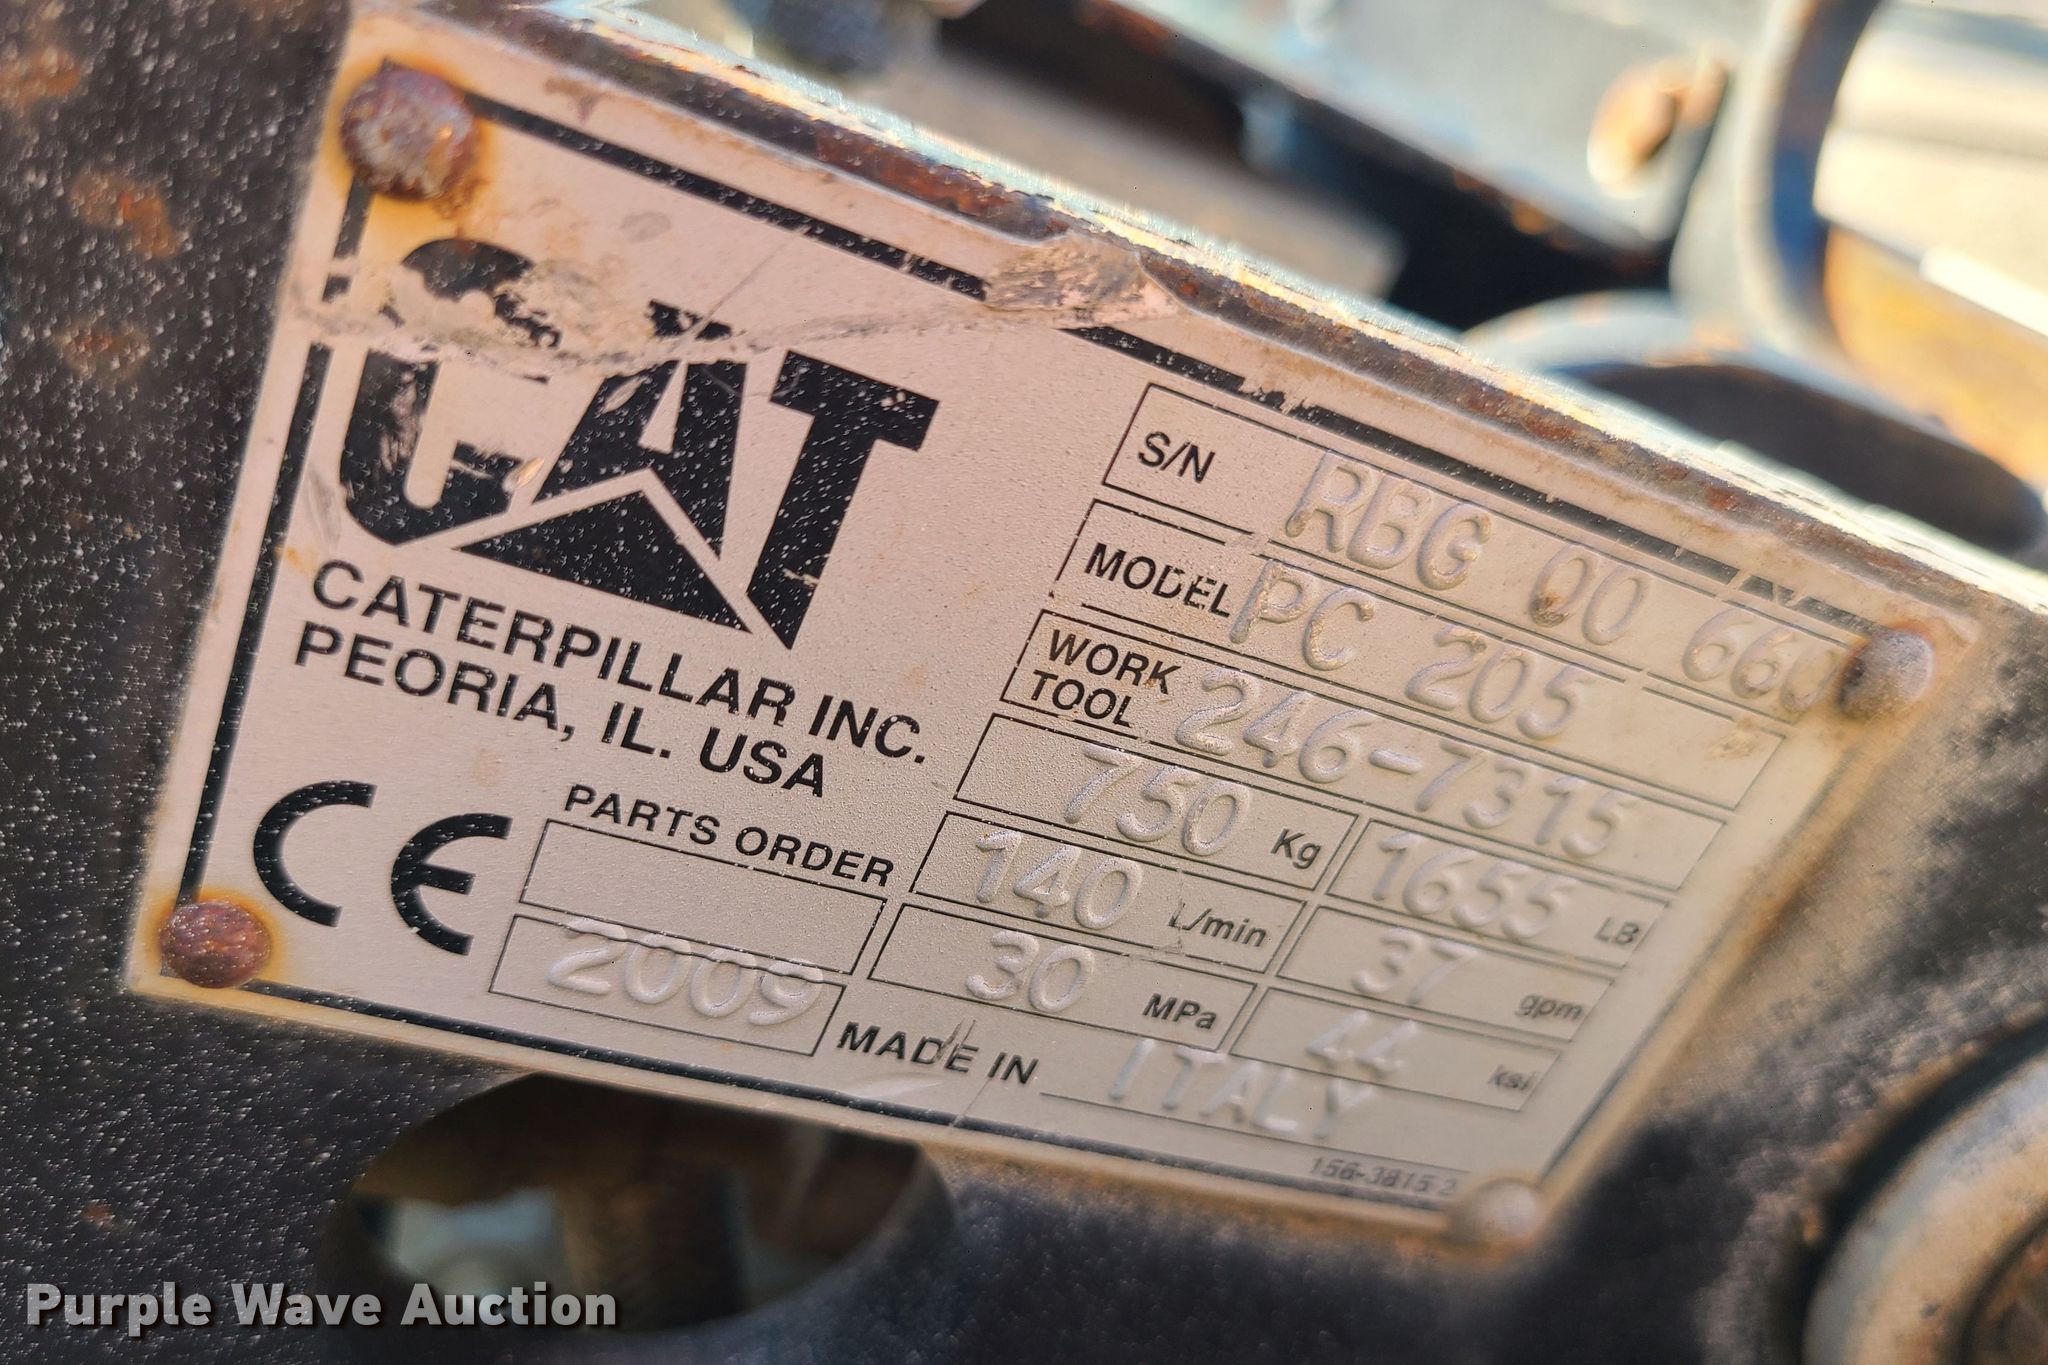 CAT
CATERPILLAR INC.
PEORIA, IL. USA
CE
PARTS ORDER
2009
S/N RBG 00 660
MODEL PC 205
WORK TOOL 246-7315
750 Kg 1655 LB
140 L/min 37 gpm
30 MPa 44 ksi
MADE IN ITALY
156-3815 2
Purple Wave Auction